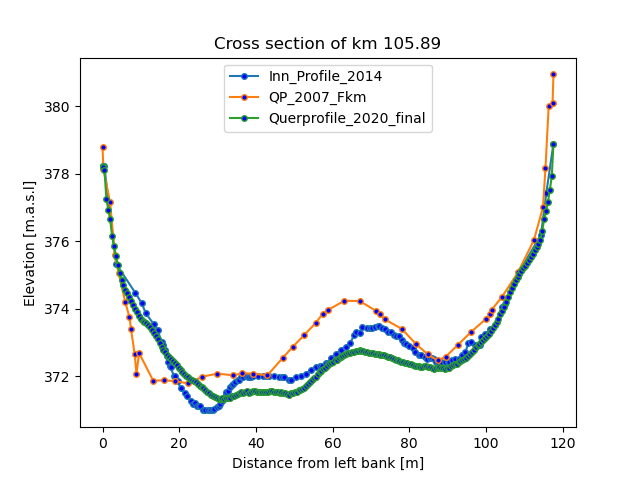 Cross section of km 105.89
Inn_Profile_2014
QP_2007_Fkm
Querprofile_2020_final
Elevation [m.a.s.l]
380
378
376
374
372
0 20 40 60 80 100 120
Distance from left bank [m]